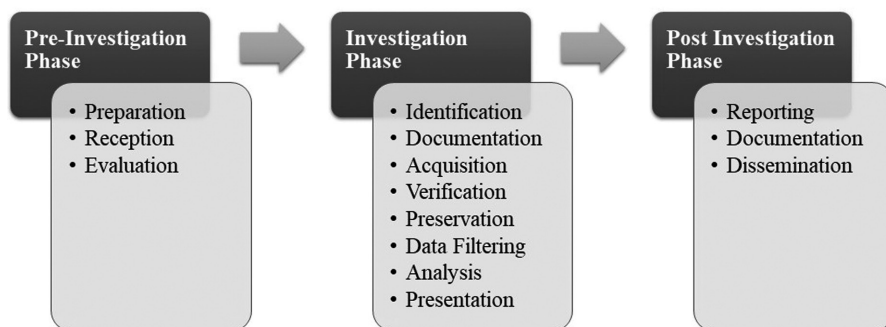 Pre-Investigation
Phase
• Preparation
• Reception
• Evaluation
Investigation
Phase
• Identification
• Documentation
• Acquisition
• Verification
• Preservation
• Data Filtering
• Analysis
• Presentation
Post Investigation
Phase
• Reporting
• Documentation
• Dissemination